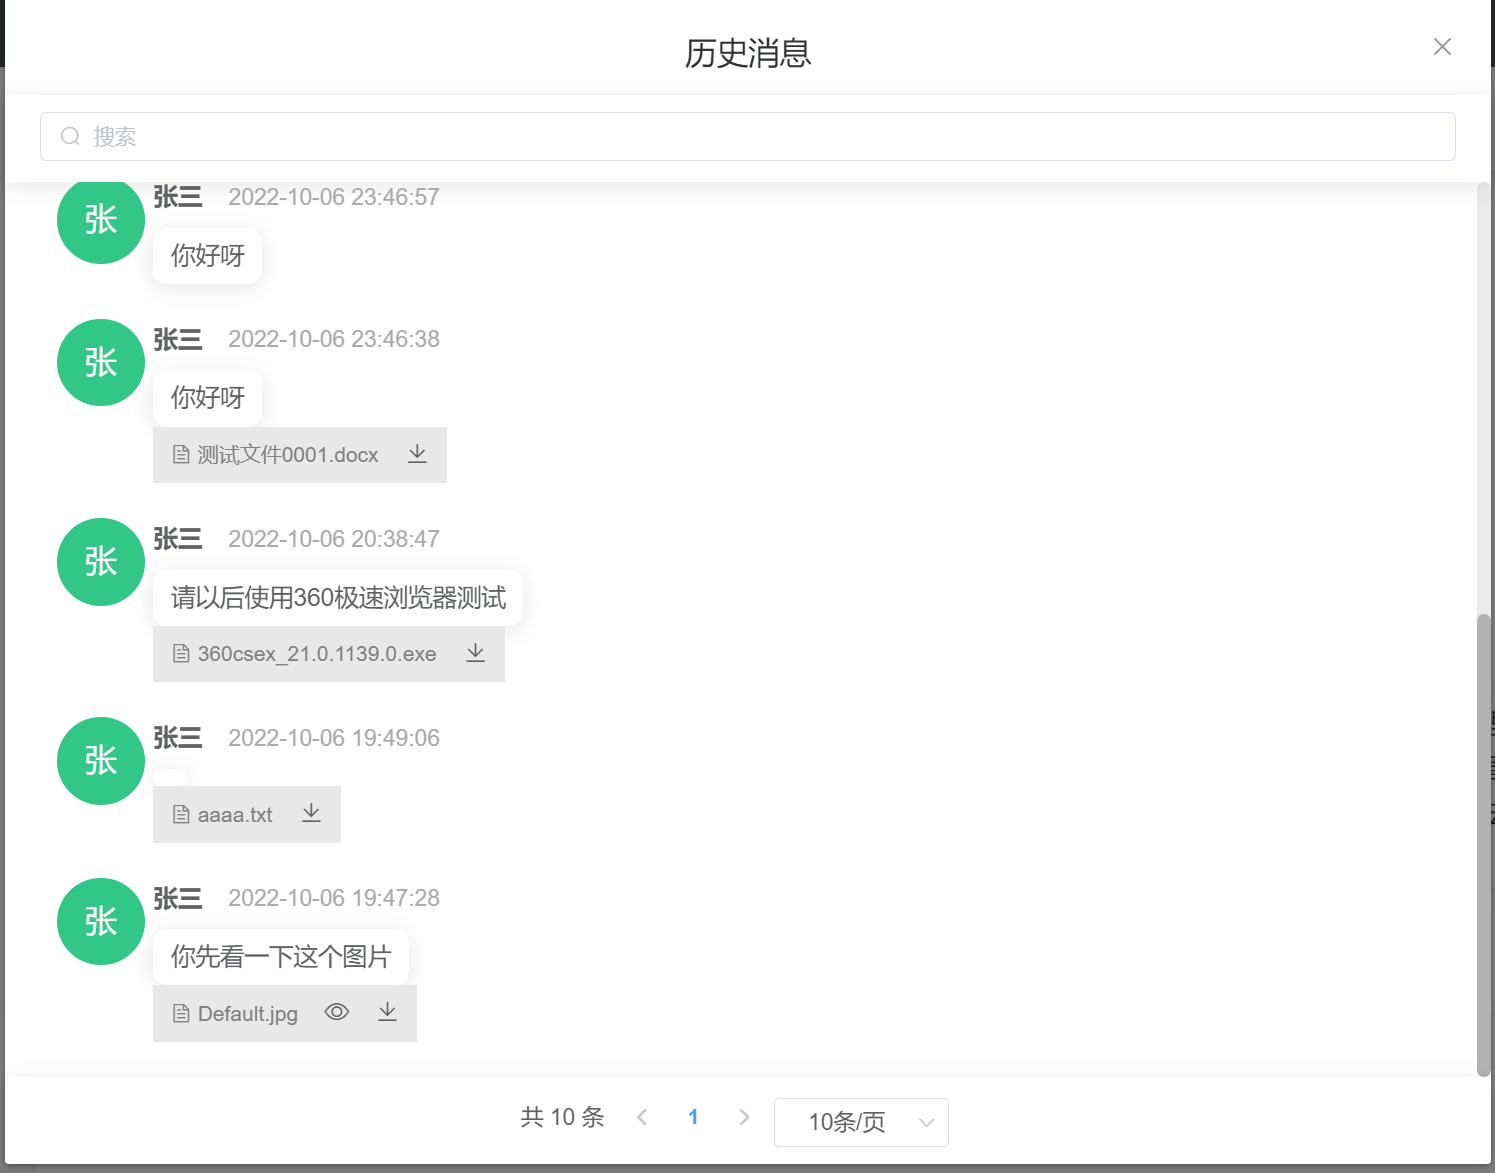 历史消息
搜索
张 张三 2022-10-06 23:46:57
你好呀
张 张三 2022-10-06 23:46:38
你好呀
测试文件0001.docx
张 张三 2022-10-06 20:38:47
请以后使用360极速浏览器测试
360csex_21.0.1139.0.exe
张 张三 2022-10-06 19:49:06
aaaa.txt
张 张三 2022-10-06 19:47:28
你先看一下这个图片
Default.jpg
共 10 条 1 10条/页